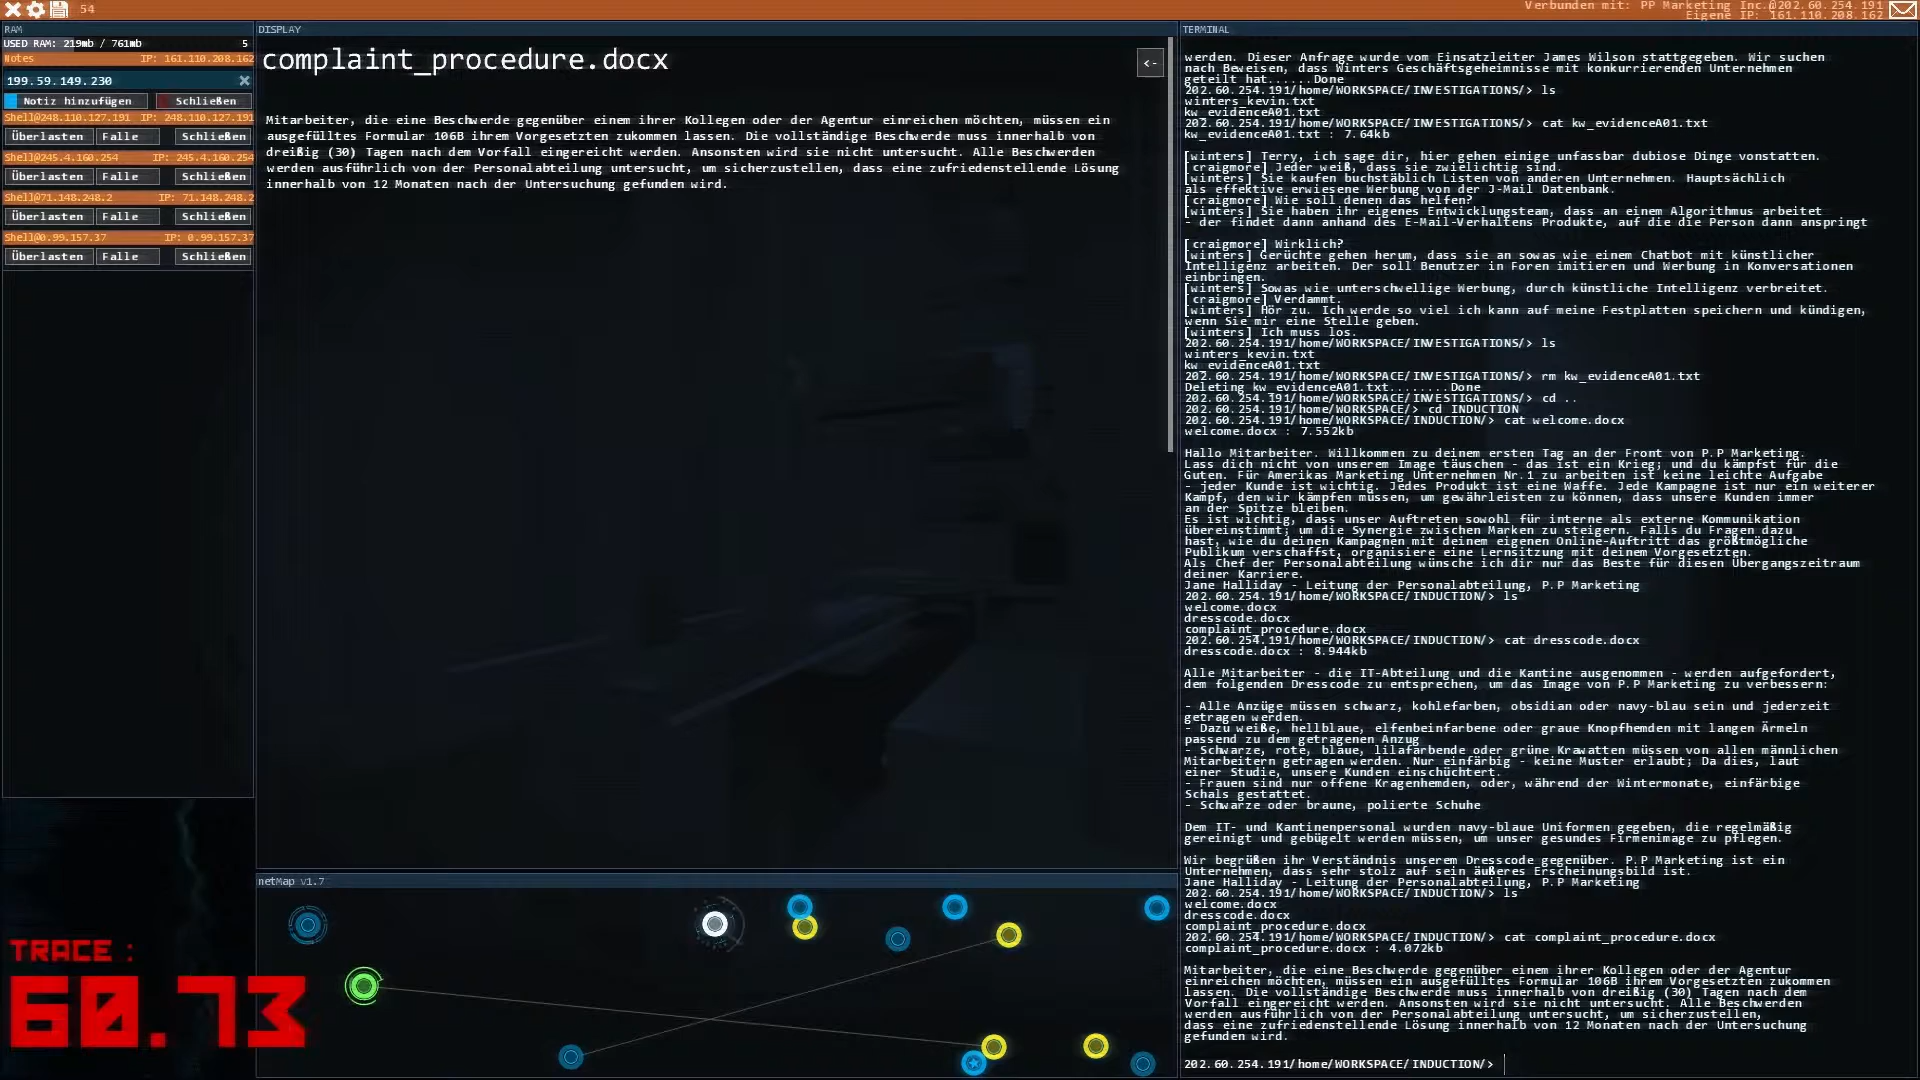 54
Verbunden mit: PP Marketing Inc.@202.60.254.191
Eigene IP: 161.110.208.162
RAM
USED RAM: 219mb / 761mb 5
Notes IP: 161.110.208.162
199.59.149.230
Notiz hinzufügen Schließen
Shell@248.110.127.191 IP: 248.110.127.191
Überlasten Falle Schließen
Shell@245.4.160.254 IP: 245.4.160.254
Überlasten Falle Schließen
Shell@71.148.248.2 IP: 71.148.248.2
Überlasten Falle Schließen
Shell@0.99.157.37 IP: 0.99.157.37
Überlasten Falle Schließen
TRACE :
60.73
DISPLAY
complaint_procedure.docx
<-
Mitarbeiter, die eine Beschwerde gegenüber einem ihrer Kollegen oder der Agentur einreichen möchten, müssen ein
ausgefülltes Formular 106B ihrem Vorgesetzten zukommen lassen. Die vollständige Beschwerde muss innerhalb von
dreißig (30) Tagen nach dem Vorfall eingereicht werden. Ansonsten wird sie nicht untersucht. Alle Beschwerden
werden ausführlich von der Personalabteilung untersucht, um sicherzustellen, dass eine zufriedenstellende Lösung
innerhalb von 12 Monaten nach der Untersuchung gefunden wird.
netMap v1.7
TERMINAL
werden. Dieser Anfrage wurde vom Einsatzleiter James Wilson stattgegeben. Wir suchen
nach Beweisen, dass Winters Geschäftsgeheimnisse mit konkurrierenden Unternehmen
geteilt hat......Done
202.60.254.191/home/WORKSPACE/INVESTIGATIONS/> ls
winters_kevin.txt
kw_evidenceA01.txt
202.60.254.191/home/WORKSPACE/INVESTIGATIONS/> cat kw_evidenceA01.txt
kw_evidenceA01.txt : 7.64kb
[winters] Terry, ich sage dir, hier gehen einige unfassbar dubiose Dinge vonstatten.
[craigmore] Jeder weiß, dass sie zwielichtig sind.
[winters] Sie kaufen buchstäblich Listen von anderen Unternehmen. Hauptsächlich
als effektive erwiesene Werbung von der J-Mail Datenbank.
[craigmore] Wie soll denen das helfen?
[winters] Sie haben ihr eigenes Entwicklungsteam, dass an einem Algorithmus arbeitet
- der findet dann anhand des E-Mail-Verhaltens Produkte, auf die die Person dann anspringt
[craigmore] Wirklich?
[winters] Gerüchte gehen herum, dass sie an sowas wie einem Chatbot mit künstlicher
Intelligenz arbeiten. Der soll Benutzer in Foren imitieren und Werbung in Konversationen
einbringen.
[winters] Sowas wie unterschwellige Werbung, durch künstliche Intelligenz verbreitet.
[craigmore] Verdammt.
[winters] Hör zu. Ich werde so viel ich kann auf meine Festplatten speichern und kündigen,
wenn Sie mir eine Stelle geben.
[winters] Ich muss los.
202.60.254.191/home/WORKSPACE/INVESTIGATIONS/> ls
winters_kevin.txt
kw_evidenceA01.txt
202.60.254.191/home/WORKSPACE/INVESTIGATIONS/> rm kw_evidenceA01.txt
Deleting kw_evidenceA01.txt........Done
202.60.254.191/home/WORKSPACE/INVESTIGATIONS/> cd ..
202.60.254.191/home/WORKSPACE/> cd INDUCTION
202.60.254.191/home/WORKSPACE/INDUCTION/> cat welcome.docx
welcome.docx : 7.552kb
Hallo Mitarbeiter. Willkommen zu deinem ersten Tag an der Front von P.P Marketing.
Lass dich nicht von unserem Image täuschen - das ist ein Krieg; und du kämpfst für die
Guten. Für Amerikas Marketing Unternehmen Nr.1 zu arbeiten ist keine leichte Aufgabe
- jeder Kunde ist wichtig. Jedes Produkt ist eine Waffe. Jede Kampagne ist nur ein weiterer
Kampf, den wir kämpfen müssen, um gewährleisten zu können, dass unsere Kunden immer
an der Spitze bleiben.
Es ist wichtig, dass unser Auftreten sowohl für interne als externe Kommunikation
übereinstimmt; um die Synergie zwischen Marken zu steigern. Falls du Fragen dazu
hast, wie du deinen Kampagnen mit deinem eigenen Online-Auftritt das größtmögliche
Publikum verschaffst, organisiere eine Lernsitzung mit deinem Vorgesetzten.
Als Chef der Personalabteilung wünsche ich dir nur das Beste für diesen Übergangszeitraum
deiner Karriere.
Jane Halliday - Leitung der Personalabteilung, P.P Marketing
202.60.254.191/home/WORKSPACE/INDUCTION/> ls
welcome.docx
dresscode.docx
complaint_procedure.docx
202.60.254.191/home/WORKSPACE/INDUCTION/> cat dresscode.docx
dresscode.docx : 8.944kb
Alle Mitarbeiter - die IT-Abteilung und die Kantine ausgenommen - werden aufgefordert,
dem folgenden Dresscode zu entsprechen, um das Image von P.P Marketing zu verbessern:
- Alle Anzüge müssen schwarz, kohlefarben, obsidian oder navy-blau sein und jederzeit
getragen werden.
- Dazu weiße, hellblaue, elfenbeinfarbene oder graue Knopfhemden mit langen Ärmeln
passend zu dem getragenen Anzug
- Schwarze, rote, blaue, lilafarbende oder grüne Krawatten müssen von allen männlichen
Mitarbeitern getragen werden. Nur einfärbig - keine Muster erlaubt; Da dies, laut
einer Studie, unsere Kunden einschüchtert.
- Frauen sind nur offene Kragenhemden, oder, während der Wintermonate, einfärbige
Schals gestattet.
- Schwarze oder braune, polierte Schuhe
Dem IT- und Kantinenpersonal wurden navy-blaue Uniformen gegeben, die regelmäßig
gereinigt und gebügelt werden müssen, um unser gesundes Firmenimage zu pflegen.
Wir begrüßen ihr Verständnis unserem Dresscode gegenüber. P.P Marketing ist ein
Unternehmen, dass sehr stolz auf sein äußeres Erscheinungsbild ist.
Jane Halliday - Leitung der Personalabteilung, P.P Marketing
202.60.254.191/home/WORKSPACE/INDUCTION/> ls
welcome.docx
dresscode.docx
complaint_procedure.docx
202.60.254.191/home/WORKSPACE/INDUCTION/> cat complaint_procedure.docx
complaint_procedure.docx : 4.072kb
Mitarbeiter, die eine Beschwerde gegenüber einem ihrer Kollegen oder der Agentur
einreichen möchten, müssen ein ausgefülltes Formular 106B ihrem Vorgesetzten zukommen
lassen. Die vollständige Beschwerde muss innerhalb von dreißig (30) Tagen nach dem
Vorfall eingereicht werden. Ansonsten wird sie nicht untersucht. Alle Beschwerden
werden ausführlich von der Personalabteilung untersucht, um sicherzustellen,
dass eine zufriedenstellende Lösung innerhalb von 12 Monaten nach der Untersuchung
gefunden wird.
202.60.254.191/home/WORKSPACE/INDUCTION/>